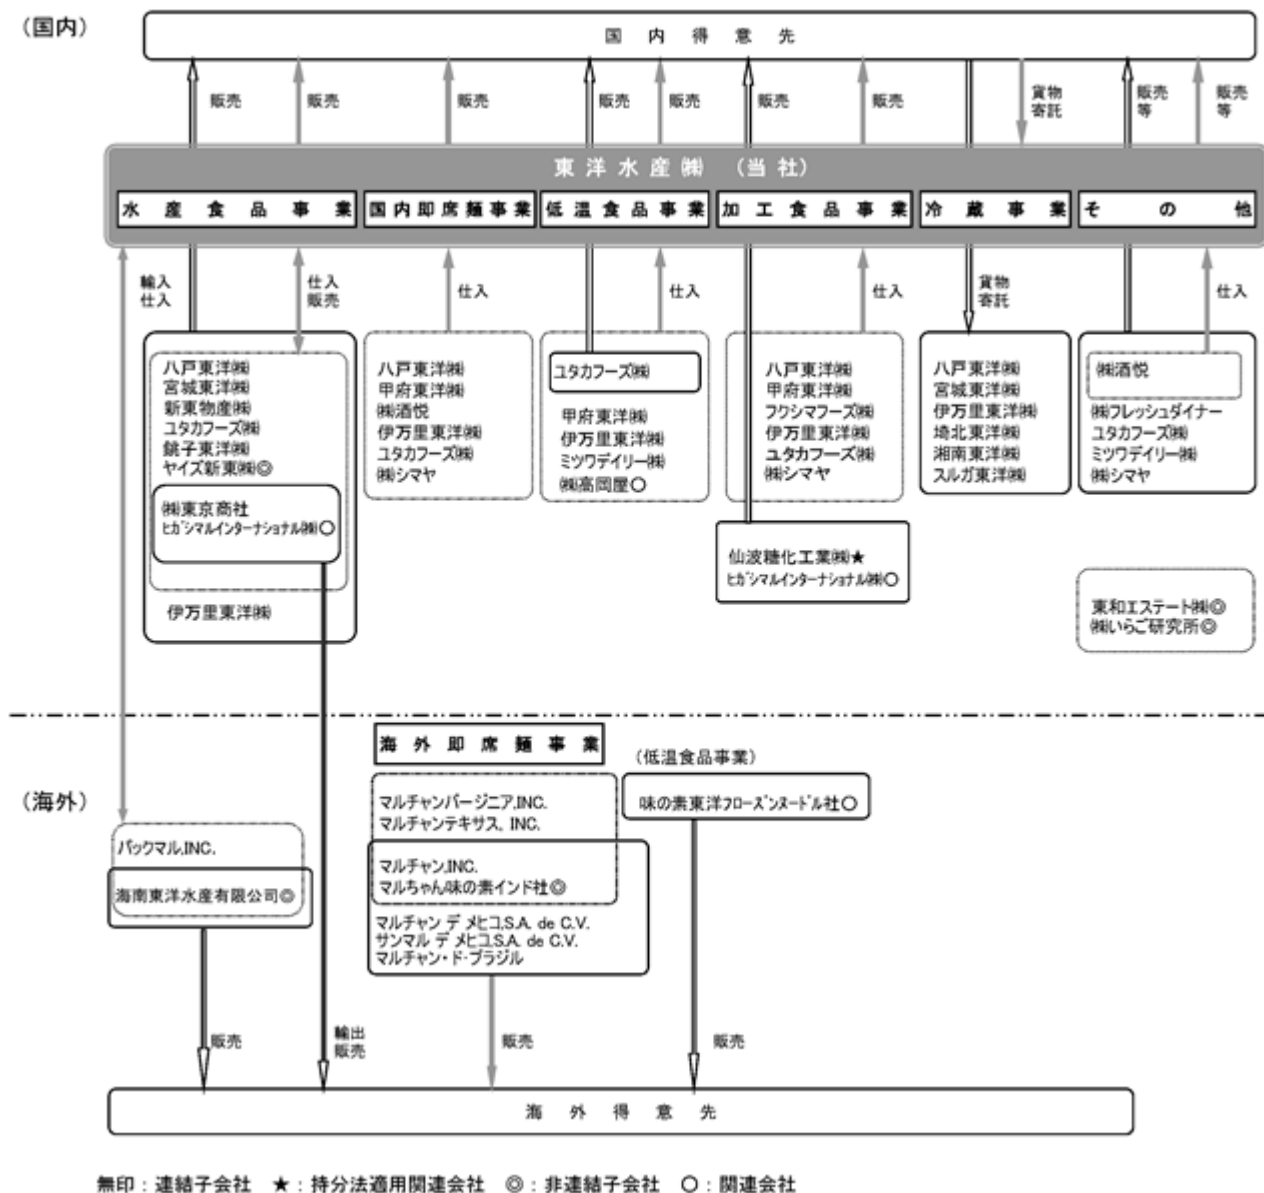 (国内)
国内得意先
販売
販売
販売
販売
販売
販売
販売
貨物
寄託
販売
等
販売
等
東洋水産㈱ (当社)
水産食品事業
国内即席麺事業
低温食品事業
加工食品事業
冷蔵事業
その他
輸入
仕入
仕入
販売
仕入
仕入
仕入
貨物
寄託
仕入
八戸東洋㈱
宮城東洋㈱
新東物産㈱
ユタカフーズ㈱
銚子東洋㈱
ヤイズ新東㈱◎
㈱東京商社
ヒガシマルインターナショナル㈱○
伊万里東洋㈱
八戸東洋㈱
甲府東洋㈱
㈱酒悦
伊万里東洋㈱
ユタカフーズ㈱
㈱シマヤ
ユタカフーズ㈱
甲府東洋㈱
伊万里東洋㈱
ミツワデイリー㈱
㈱高岡屋○
八戸東洋㈱
甲府東洋㈱
フクシマフーズ㈱
伊万里東洋㈱
ユタカフーズ㈱
㈱シマヤ
仙波糖化工業㈱★
ヒガシマルインターナショナル㈱○
八戸東洋㈱
宮城東洋㈱
伊万里東洋㈱
埼北東洋㈱
湘南東洋㈱
スルガ東洋㈱
㈱酒悦
㈱フレッシュダイナー
ユタカフーズ㈱
ミツワデイリー㈱
㈱シマヤ
東和エステート㈱◎
㈱いらご研究所◎
(海外)
海外即席麺事業
(低温食品事業)
パックマル,INC.
海南東洋水産有限公司◎
マルチャンバージニア,INC.
マルチャンテキサス, INC.
マルチャン,INC.
マルちゃん味の素インド社◎
マルチャン デ メヒコ,S.A. de C.V.
サンマル デ メヒコ,S.A. de C.V.
マルチャン・ド・ブラジル
味の素東洋フローズンヌードル社○
販売
輸出
販売
販売
販売
海外得意先
無印：連結子会社 ★：持分法適用関連会社 ◎：非連結子会社 ○：関連会社